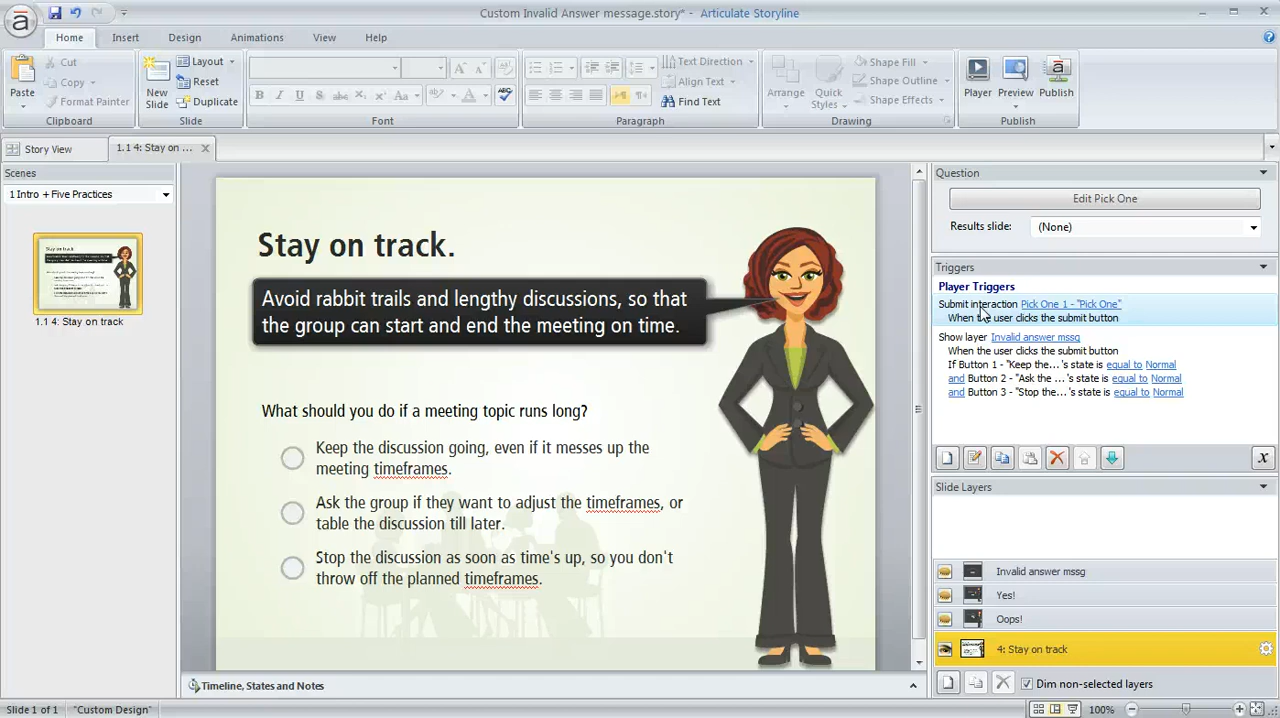 Custom Invalid Answer message.story* - Articulate Storyline
Home
Insert
Design
Animations
View
Help
Paste
Cut
Copy
Format Painter
Clipboard
New
Slide
Layout
Reset
Duplicate
Slide
B I U S abc AV Aa
Font
Text Direction
Align Text
Find Text
Paragraph
Arrange
Quick
Styles
Shape Fill
Shape Outline
Shape Effects
Drawing
Player
Preview
Publish
Publish
Story View
1.1 4: Stay on ...
Scenes
1 Intro + Five Practices
1.1 4: Stay on track
Stay on track.
Avoid rabbit trails and lengthy discussions, so that
the group can start and end the meeting on time.
What should you do if a meeting topic runs long?
Keep the discussion going, even if it messes up the
meeting timeframes.
Ask the group if they want to adjust the timeframes, or
table the discussion till later.
Stop the discussion as soon as time's up, so you don't
throw off the planned timeframes.
Question
Edit Pick One
Results slide:
(None)
Triggers
Player Triggers
Submit interaction Pick One 1 - "Pick One"
When the user clicks the submit button
Show layer Invalid answer mssg
When the user clicks the submit button
If Button 1 - "Keep the... 's state is equal to Normal
and Button 2 - "Ask the ... 's state is equal to Normal
and Button 3 - "Stop the...'s state is equal to Normal
Slide Layers
Invalid answer mssg
Yes!
Oops!
4: Stay on track
Dim non-selected layers
Timeline, States and Notes
Slide 1 of 1
"Custom Design"
100%